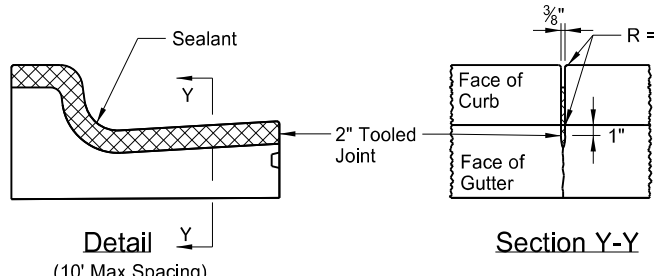 3/8"
Sealant
R =
Y
Face of
Curb
2" Tooled
Joint
1"
Face of
Gutter
Y
Detail
(10' Max Spacing)
Section Y-Y